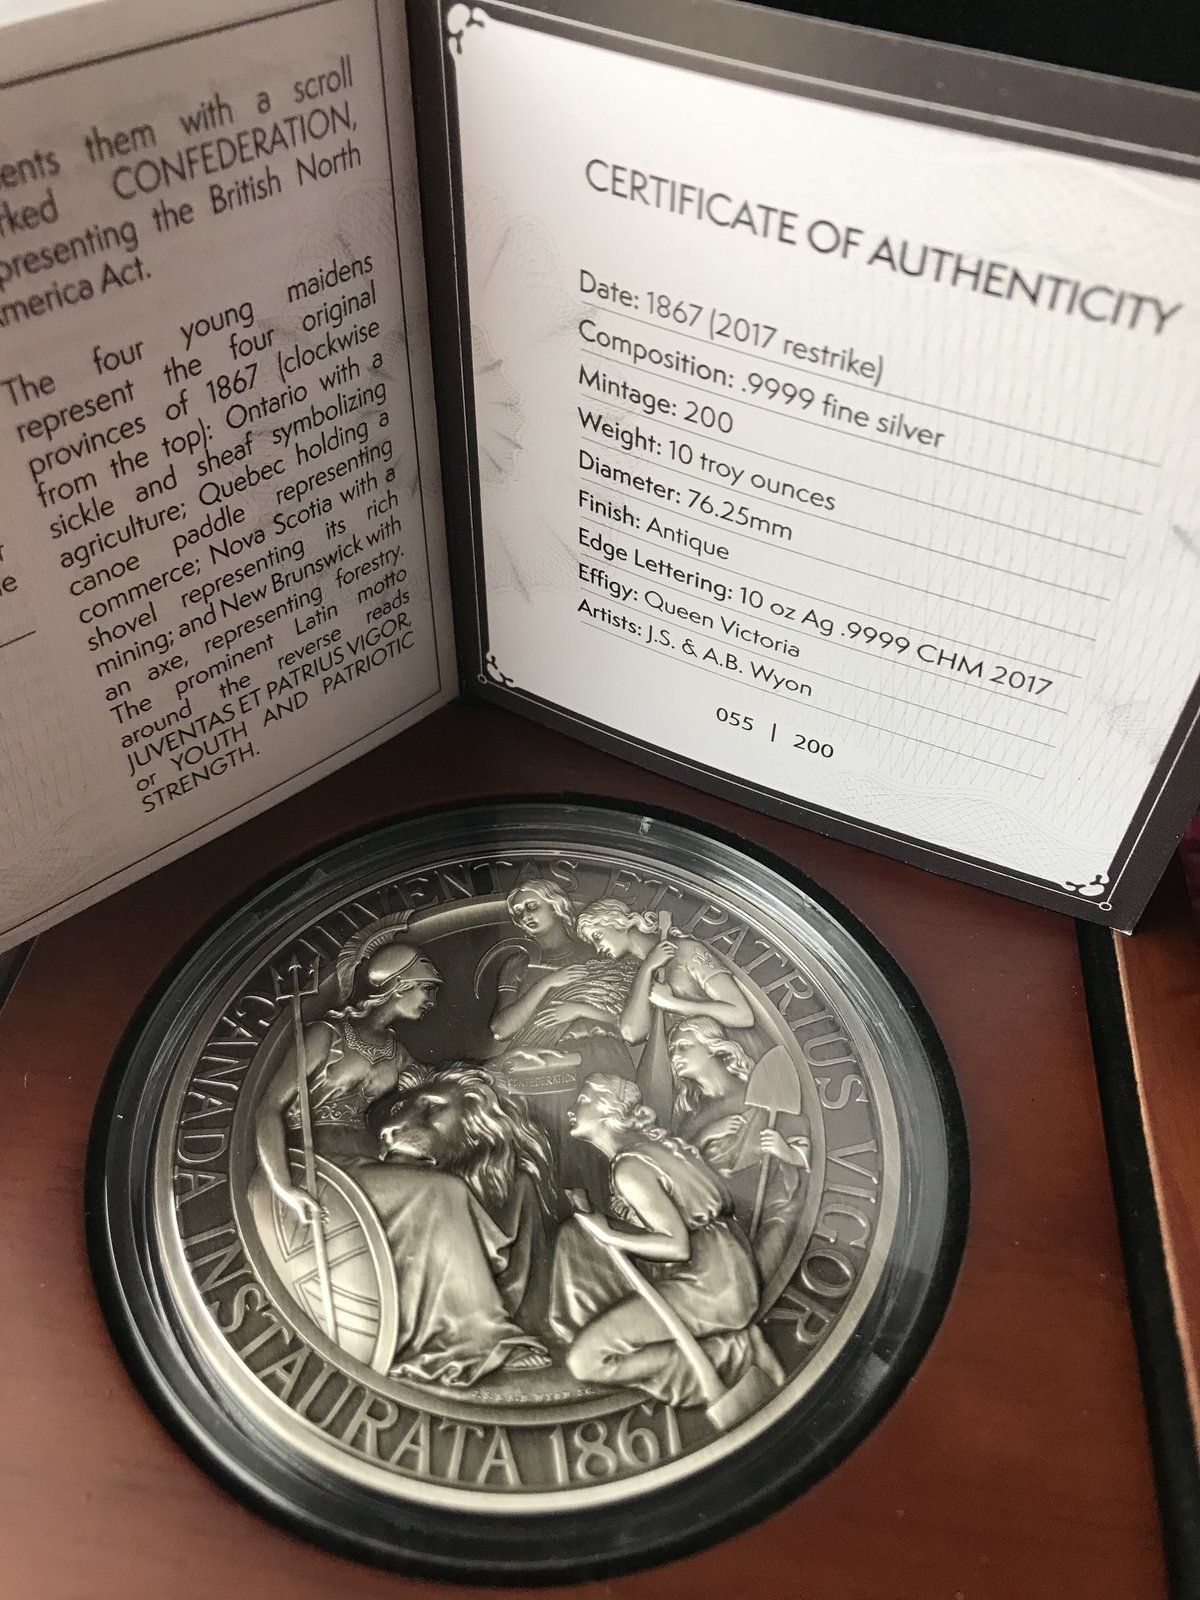 them with a scroll
CONFEDERATION,
the British North
Act.
The four young maidens
represent the four original
provinces of 1867 (clockwise
from the top): Ontario with a
sickle and sheaf symbolizing
agriculture; Quebec holding a
canoe paddle representing
commerce; Nova Scotia with a
shovel representing its rich
mining; and New Brunswick with
an axe, representing forestry.
The prominent Latin motto
around the reverse reads
JUVENTAS ET PATRIUS VIGOR,
or YOUTH AND PATRIOTIC
STRENGTH.
CERTIFICATE OF AUTHENTICITY
Date: 1867 (2017 restrike)
Composition: .9999 fine silver
Mintage: 200
Weight: 10 troy ounces
Diameter: 76.25mm
Finish: Antique
Edge Lettering: 10 oz Ag .9999 CHM 2017
Effigy: Queen Victoria
Artists: J.S. & A.B. Wyon
055 | 200
JUVENTAS ET PATRIUS VIGOR
CANADA INSTAURATA 1867
CONFEDERATION
J.S & A.B. WYON SC.